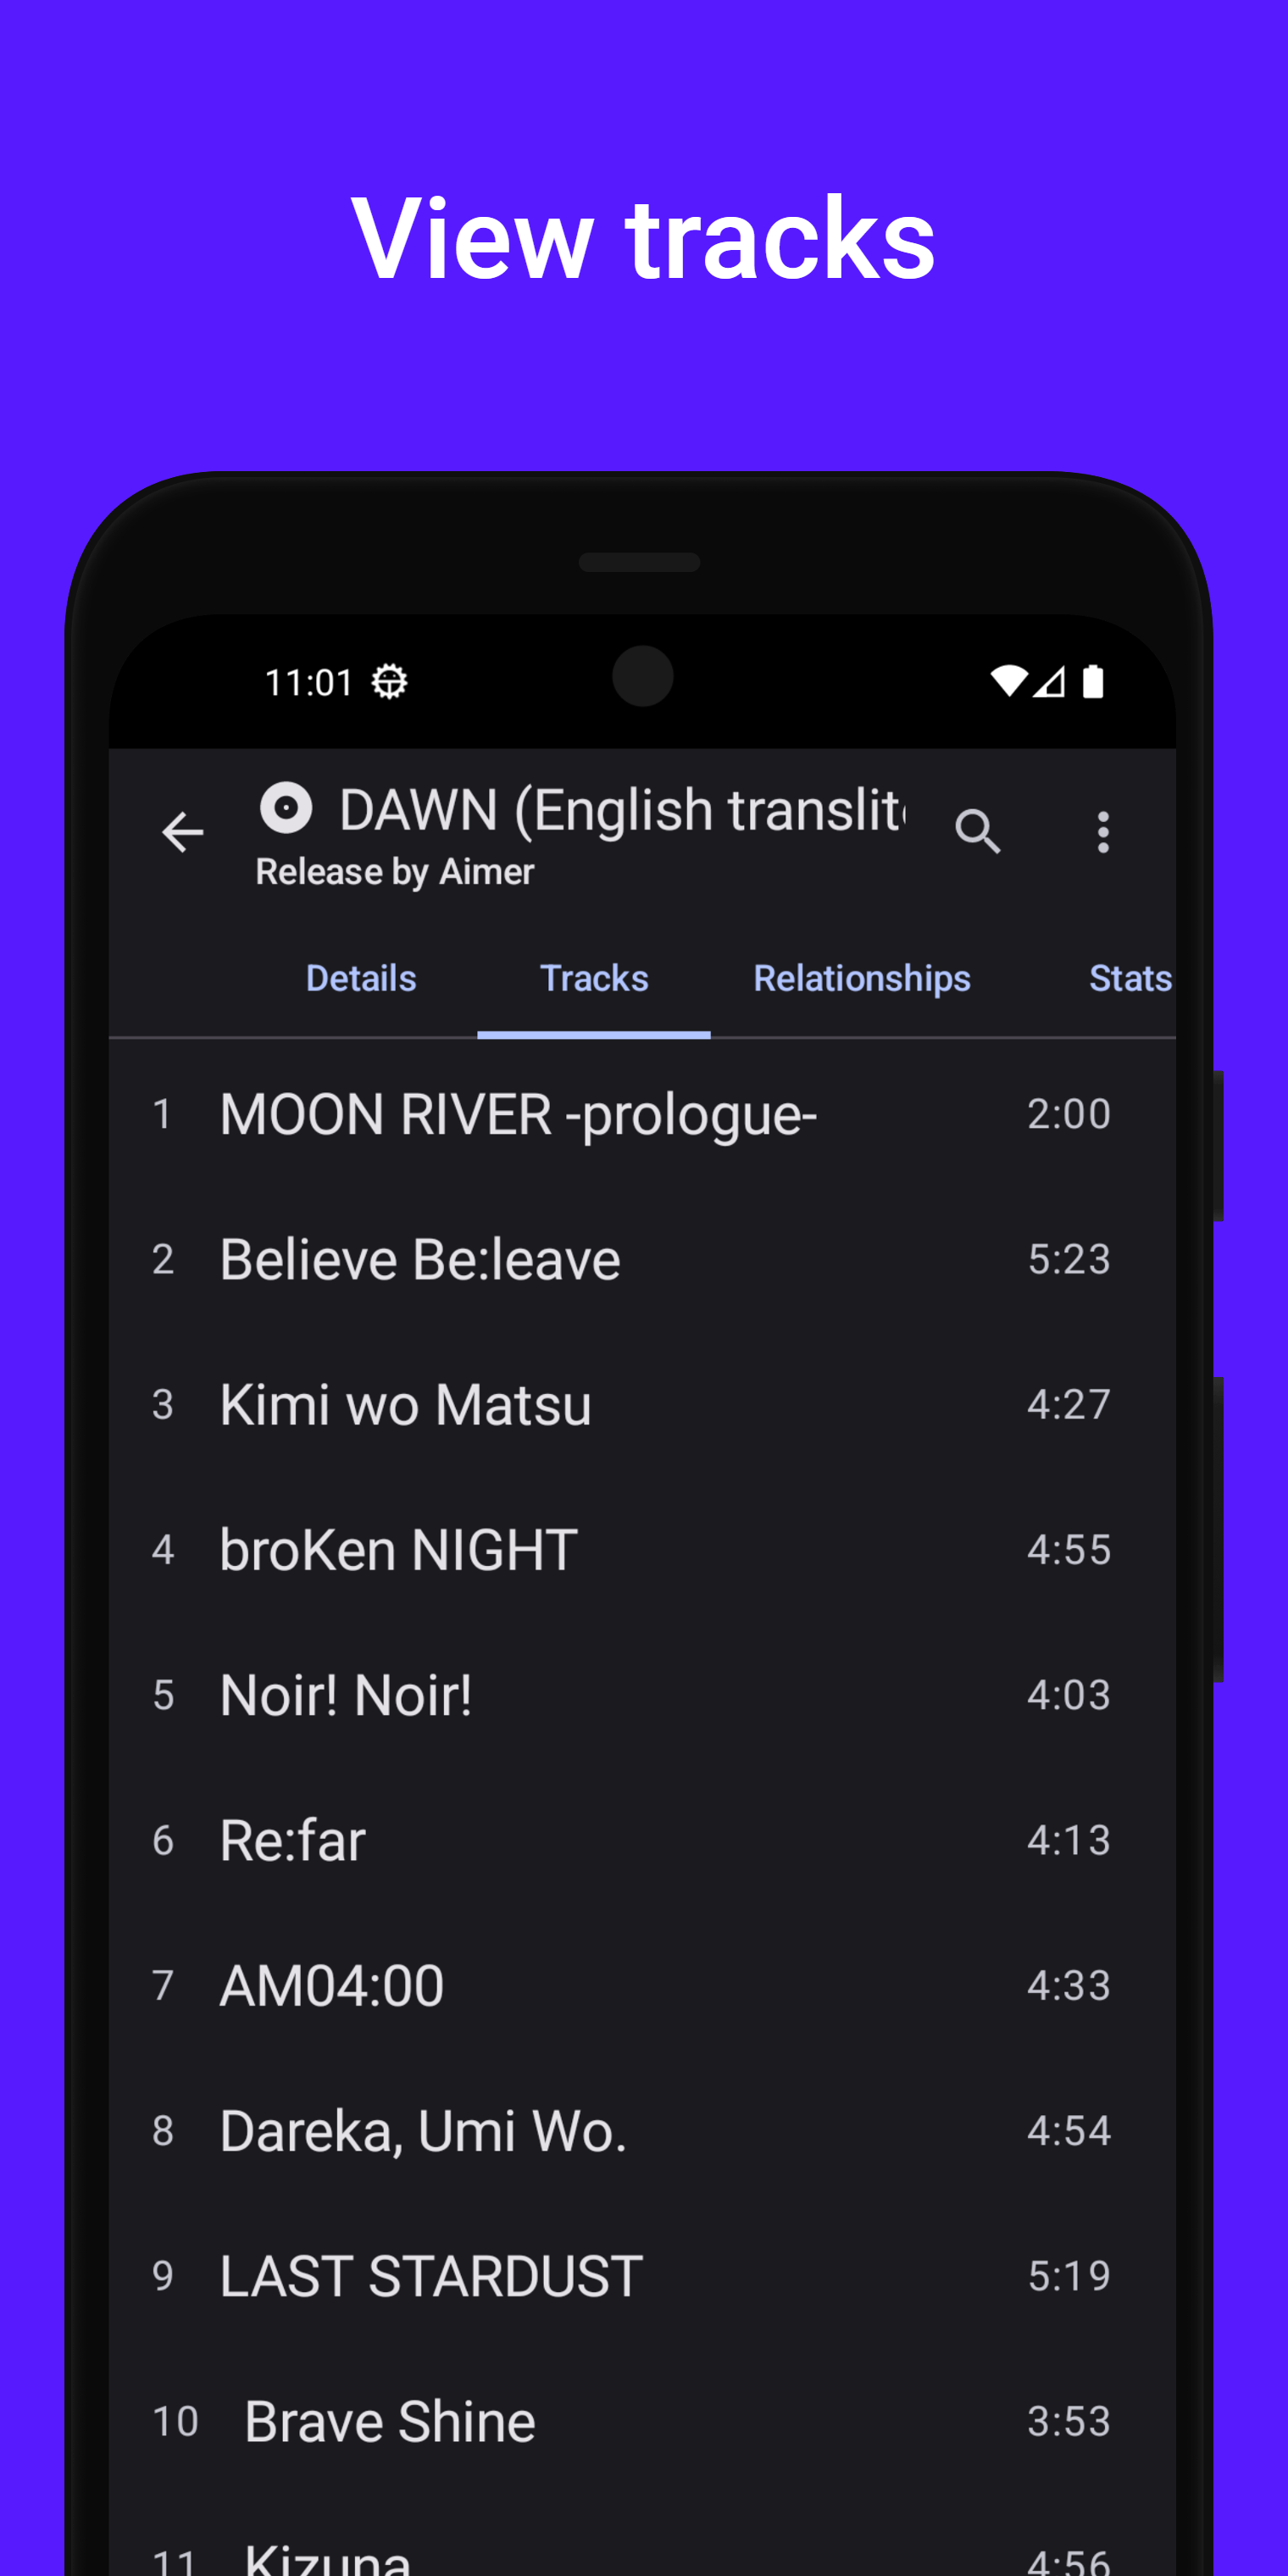 View tracks
11:01
DAWN (English translit
Release by Aimer
Details Tracks Relationships Stats
1 MOON RIVER -prologue- 2:00
2 Believe Be:leave 5:23
3 Kimi wo Matsu 4:27
4 broKen NIGHT 4:55
5 Noir! Noir! 4:03
6 Re:far 4:13
7 AM04:00 4:33
8 Dareka, Umi Wo. 4:54
9 LAST STARDUST 5:19
10 Brave Shine 3:53
11 Kizuna 4:56